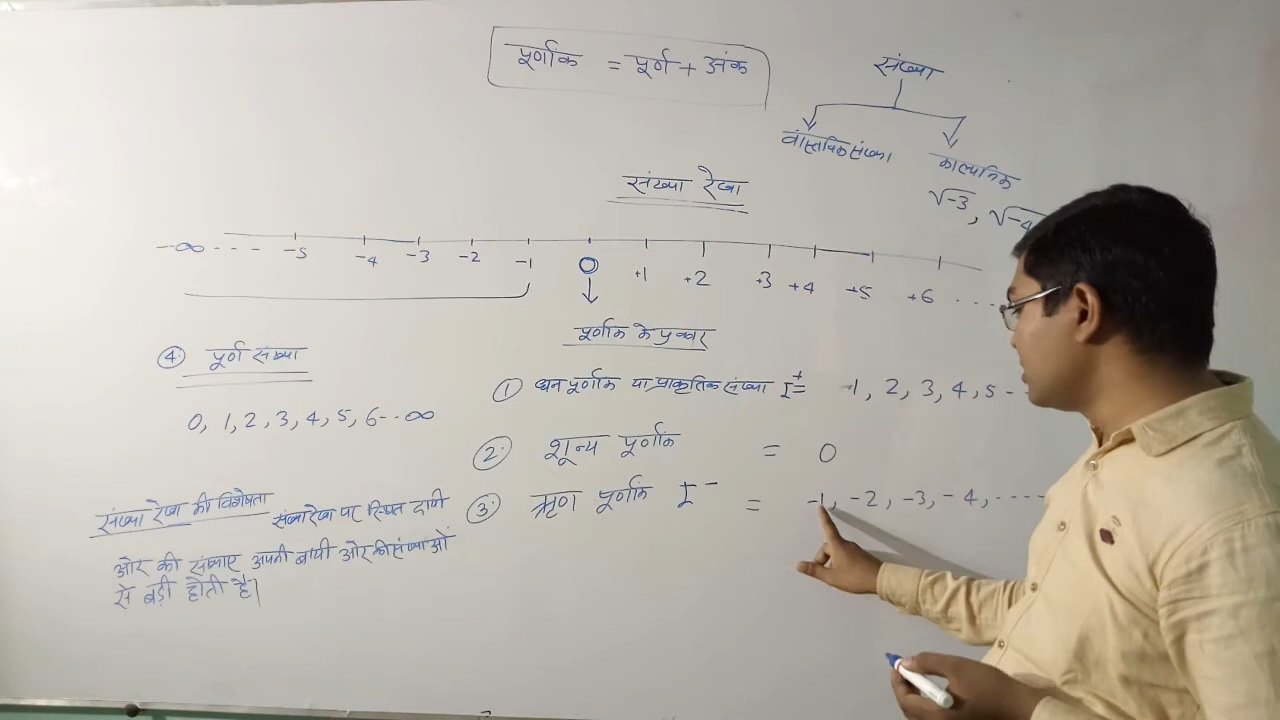 पूर्णांक = पूर्ण + अंक
संख्या
वास्तविक संख्या
काल्पनिक
√-3, √-4
संख्या रेखा
-∞ - - - -5 -4 -3 -2 -1 0 +1 +2 +3 +4 +5 +6 - - - -
पूर्णांक के प्रकार
① धन पूर्णांक या प्राकृतिक संख्या I⁺ = 1, 2, 3, 4, 5 - -
② शून्य पूर्णांक = 0
③ ऋण पूर्णांक I⁻ = -1, -2, -3, -4, - - - -
④ पूर्ण संख्या
0, 1, 2, 3, 4, 5, 6 - - ∞
संख्या रेखा की विशेषता संख्या रेखा पर स्थित दायी
ओर की संख्याए अपनी बायी ओर की संख्याओं
से बड़ी होती है।